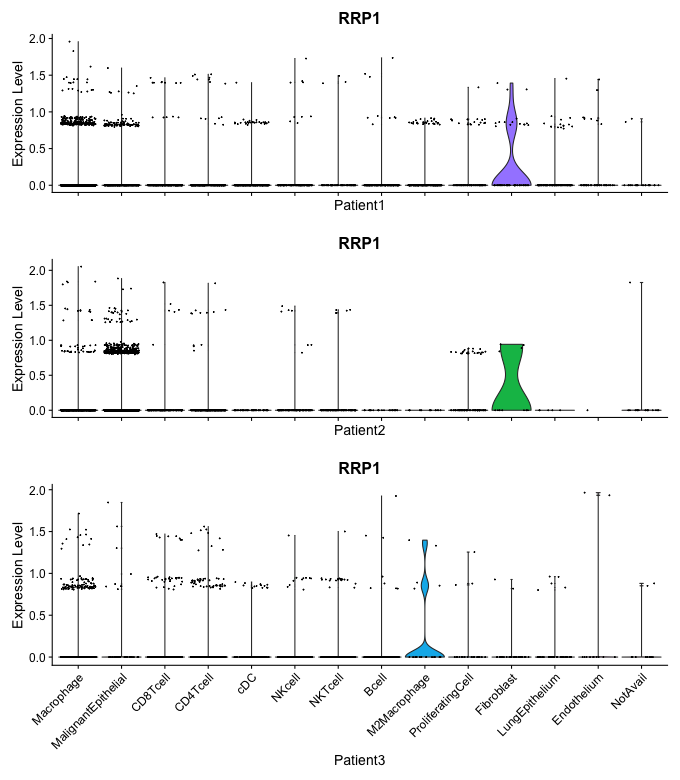 RRP1
Expression Level
2.0
1.5
1.0
0.5
0.0
Patient1
RRP1
Expression Level
2.0
1.5
1.0
0.5
0.0
Patient2
RRP1
Expression Level
2.0
1.5
1.0
0.5
0.0
Macrophage
MalignantEpithelial
CD8Tcell
CD4Tcell
cDC
NKcell
NKTcell
Bcell
M2Macrophage
ProliferatingCell
Fibroblast
LungEpithelium
Endothelium
NotAvail
Patient3